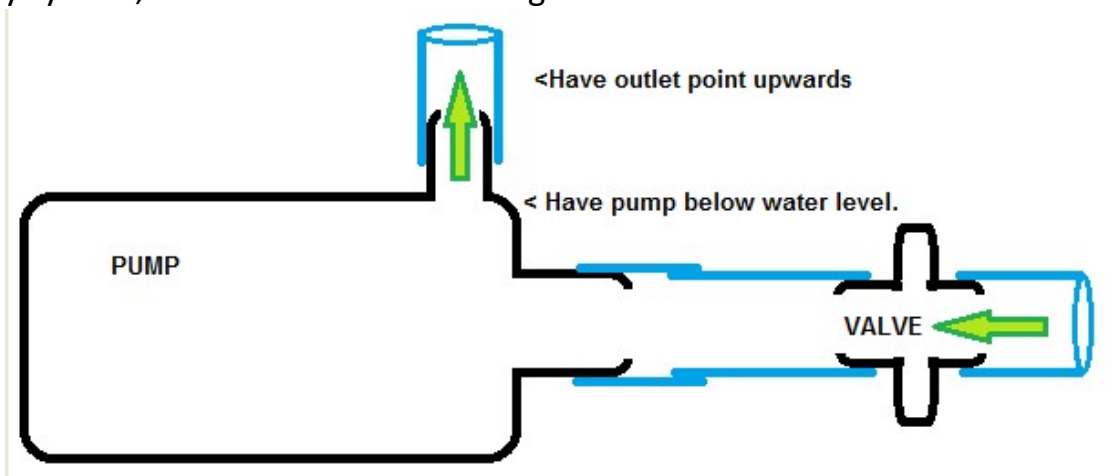 <Have outlet point upwards
< Have pump below water level.
PUMP
VALVE